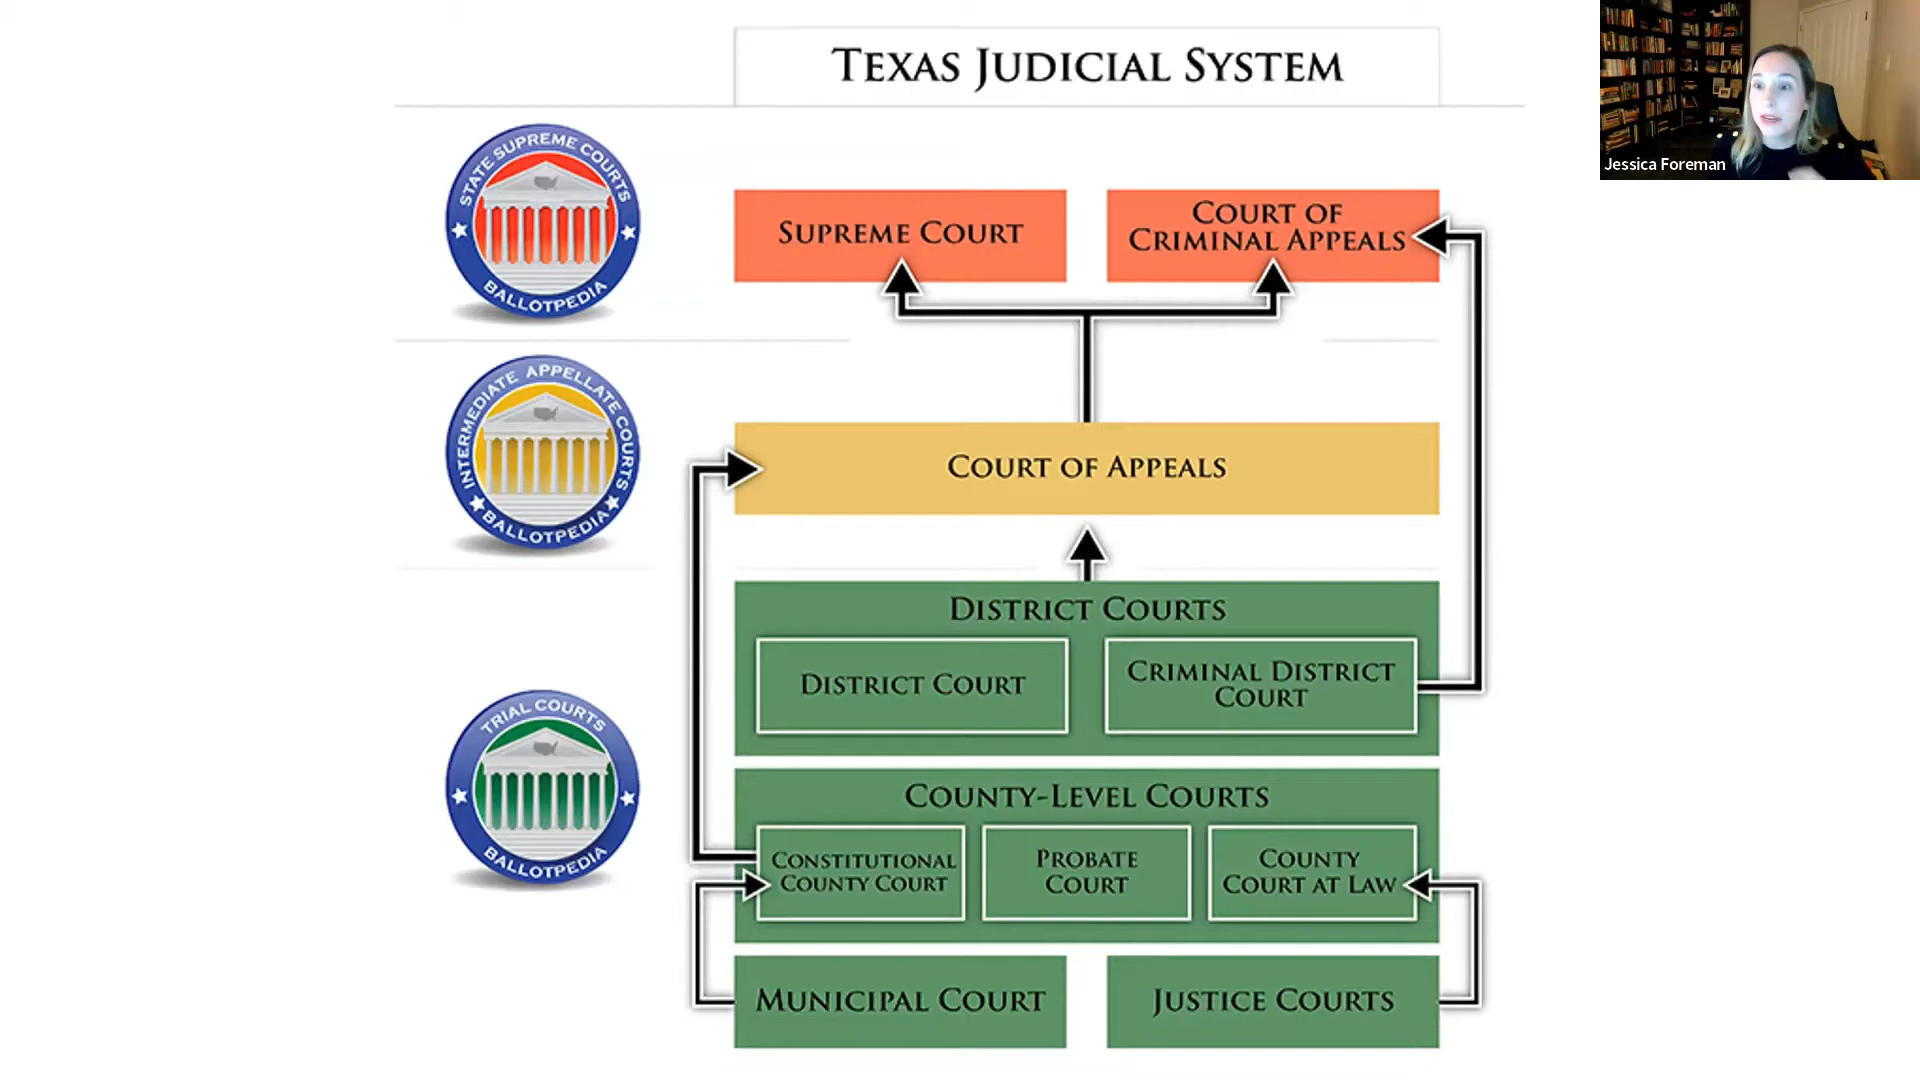 TEXAS JUDICIAL SYSTEM
Jessica Foreman
STATE SUPREME COURTS
BALLOTPEDIA
SUPREME COURT
COURT OF
CRIMINAL APPEALS
INTERMEDIATE APPELLATE COURTS
BALLOTPEDIA
COURT OF APPEALS
DISTRICT COURTS
DISTRICT COURT
CRIMINAL DISTRICT
COURT
TRIAL COURTS
BALLOTPEDIA
COUNTY-LEVEL COURTS
CONSTITUTIONAL
COUNTY COURT
PROBATE
COURT
COUNTY
COURT AT LAW
MUNICIPAL COURT
JUSTICE COURTS